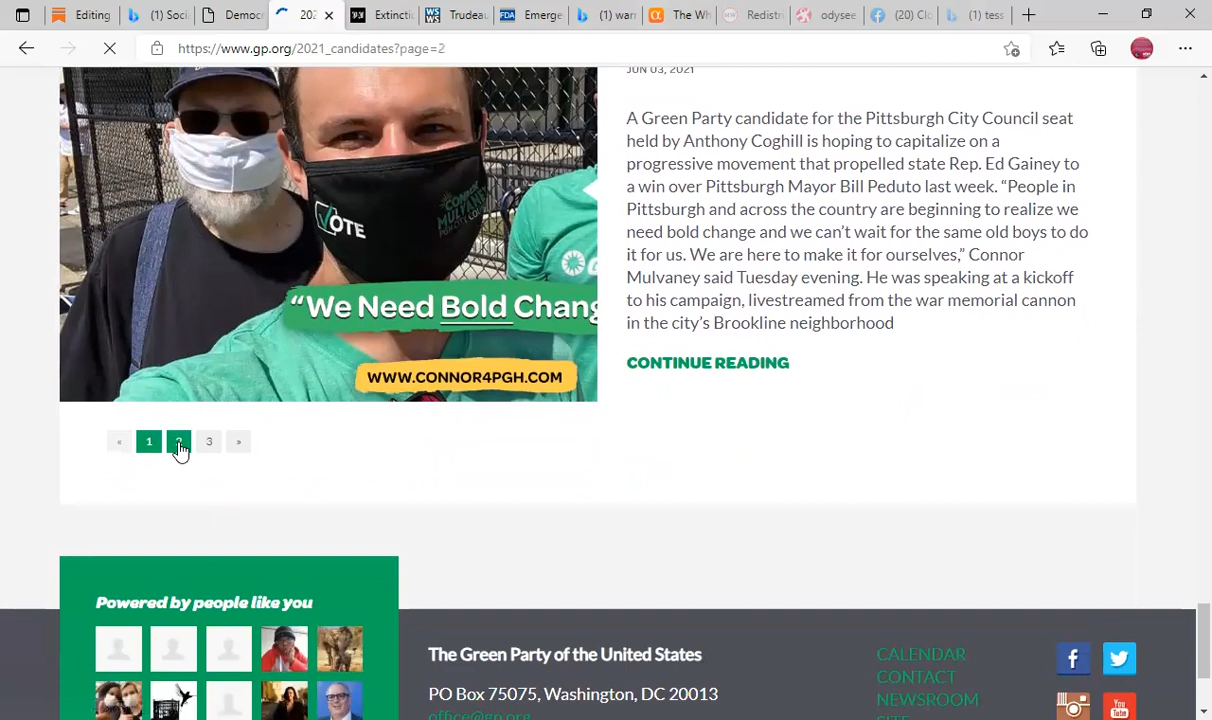 Editing
(1) Soci
Democ
202
Extincti
Trudeau
Emerge
(1) warr
The Wh
Redistri
odysee
(20) Clo
(1) tess
https://www.gp.org/2021_candidates?page=2
JUN 03, 2021
A Green Party candidate for the Pittsburgh City Council seat
held by Anthony Coghill is hoping to capitalize on a
progressive movement that propelled state Rep. Ed Gainey to
a win over Pittsburgh Mayor Bill Peduto last week. “People in
Pittsburgh and across the country are beginning to realize we
need bold change and we can’t wait for the same old boys to do
it for us. We are here to make it for ourselves,” Connor
Mulvaney said Tuesday evening. He was speaking at a kickoff
to his campaign, livestreamed from the war memorial cannon
in the city’s Brookline neighborhood
CONTINUE READING
VOTE
CONNOR
MULVANEY
“We Need Bold Chang
WWW.CONNOR4PGH.COM
« 1 2 3 »
Powered by people like you
The Green Party of the United States
PO Box 75075, Washington, DC 20013
office@gp.org
CALENDAR
CONTACT
NEWSROOM
SITE
You